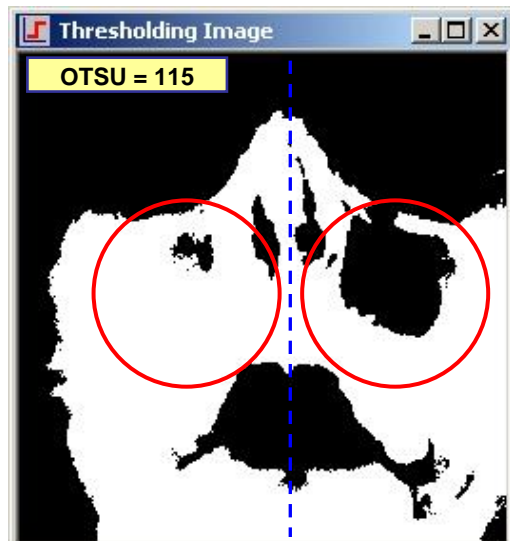 Thresholding Image
OTSU = 115